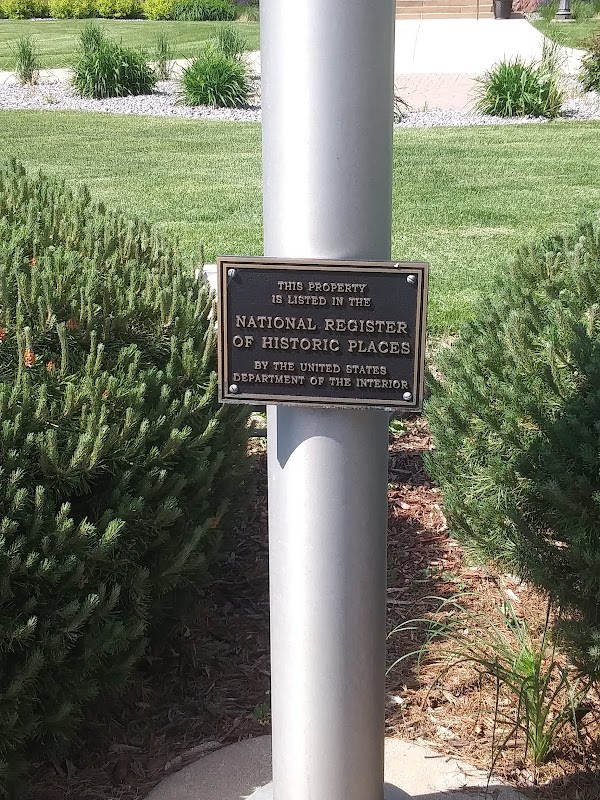 THIS PROPERTY
IS LISTED IN THE
NATIONAL REGISTER
OF HISTORIC PLACES
BY THE UNITED STATES
DEPARTMENT OF THE INTERIOR